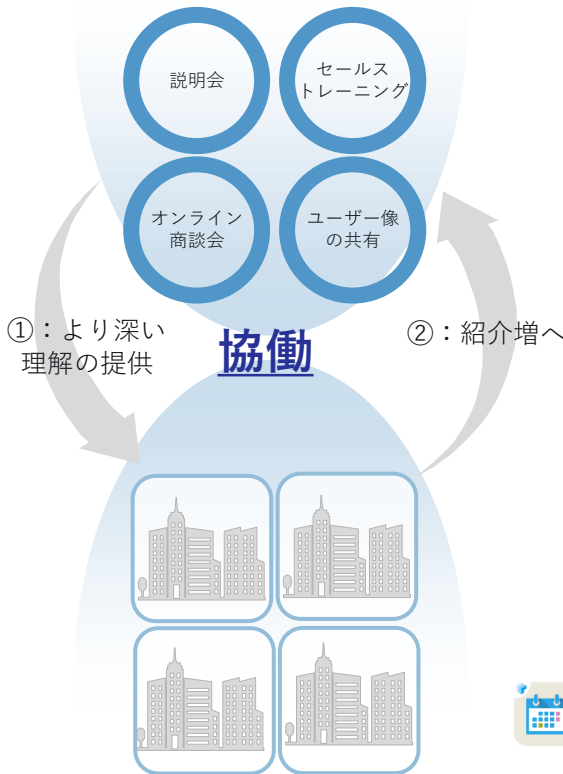 説明会
セールス
トレーニング
オンライン
商談会
ユーザー像
の共有
①：より深い
理解の提供
協働
②：紹介増へ